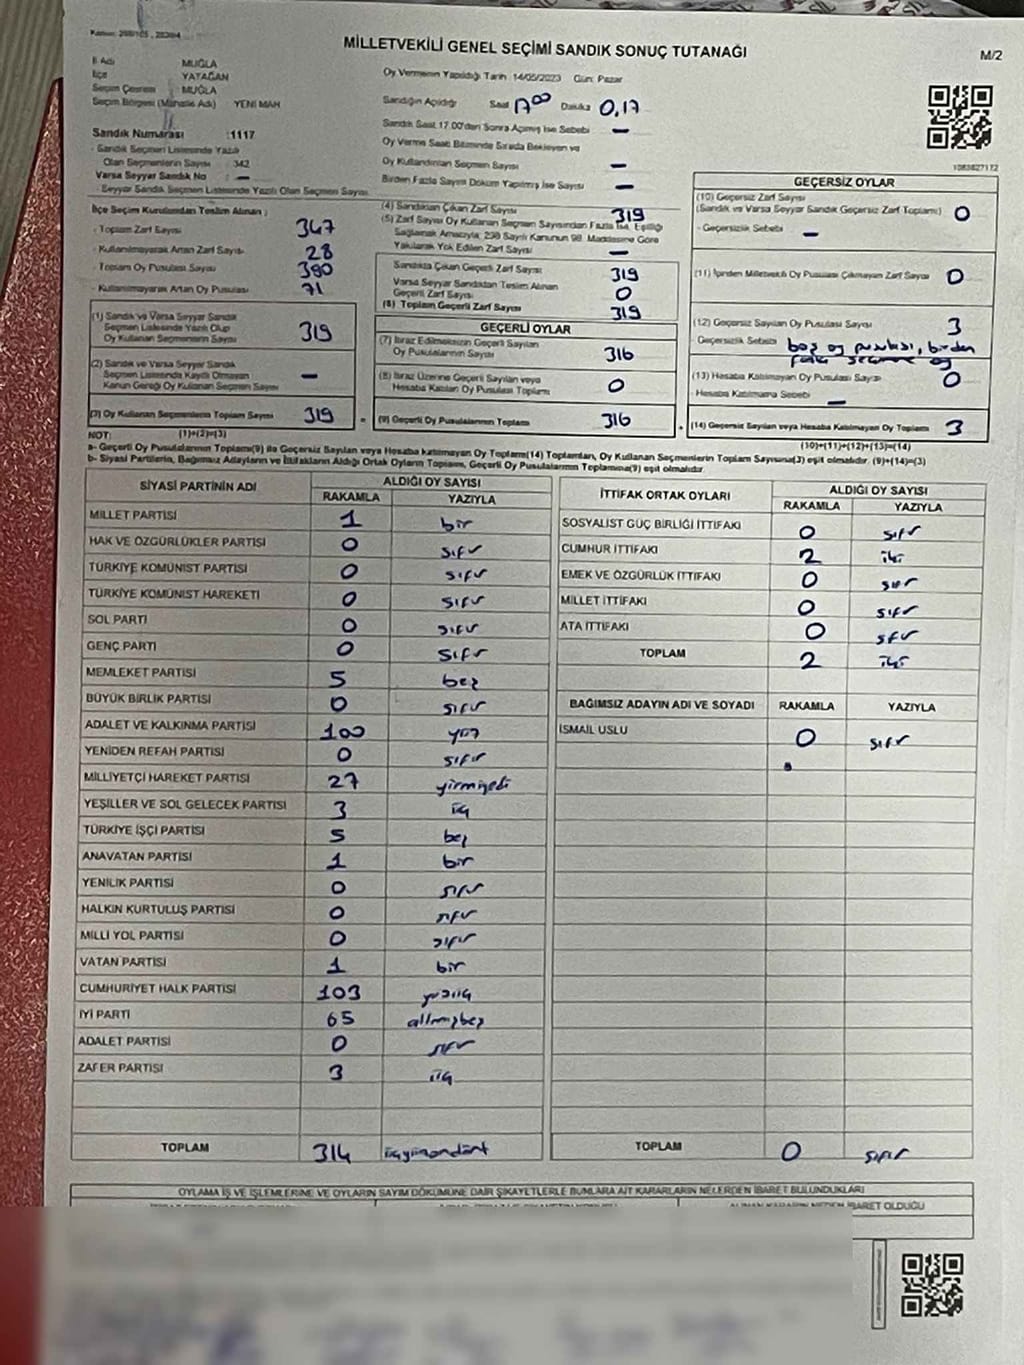 Kanun: 298/105, 2839/4
MİLLETVEKİLİ GENEL SEÇİMİ SANDIK SONUÇ TUTANAĞI
M/2
İl Adı MUĞLA
İlçe YATAĞAN
Seçim Çevresi MUĞLA
Seçim Bölgesi (Mahalle Adı) YENİ MAH
Oy Vermenin Yapıldığı Tarih 14/05/2023 Gün: Pazar
Sandığın Açıldığı Saat 17:00 Dakika 0,17
Sandık Saat 17.00'den Sonra Açılmış İse Sebebi —
Oy Verme Saati Bitiminde Sırada Bekleyen ve
Oy Kullandırılan Seçmen Sayısı —
Birden Fazla Sayım Döküm Yapılmış İse Sayısı —
Sandık Numarası :1117
- Sandık Seçmen Listesinde Yazılı
Olan Seçmenlerin Sayısı : 342
Varsa Seyyar Sandık No : —
- Seyyar Sandık Seçmen Listesinde Yazılı Olan Seçmen Sayısı
İlçe Seçim Kurulundan Teslim Alınan :
- Toplam Zarf Sayısı 347
- Kullanılmayarak Artan Zarf Sayısı 28
- Toplam Oy Pusulası Sayısı 390
- Kullanılmayarak Artan Oy Pusulası 71
(1) Sandık ve Varsa Seyyar Sandık
Seçmen Listesinde Yazılı Olup
Oy Kullanan Seçmenlerin Sayısı 319
(2) Sandık ve Varsa Seyyar Sandık
Seçmen Listesinde Kayıtlı Olmayan
Kanun Gereği Oy Kullanan Seçmen Sayısı —
(3) Oy Kullanan Seçmenlerin Toplam Sayısı 319
(4) Sandıktan Çıkan Zarf Sayısı 319
(5) Zarf Sayısı Oy Kullanan Seçmen Sayısından Fazla İse, Eşitliği
Sağlamak Amacıyla, 298 Sayılı Kanunun 98. Maddesine Göre
Yakılarak Yok Edilen Zarf Sayısı —
Sandıkta Çıkan Geçerli Zarf Sayısı 319
Varsa Seyyar Sandıktan Teslim Alınan
Geçerli Zarf Sayısı 0
(6) Toplam Geçerli Zarf Sayısı 319
GEÇERLİ OYLAR
(7) İtiraz Edilmeksizin Geçerli Sayılan
Oy Pusulalarının Sayısı 316
(8) İtiraz Üzerine Geçerli Sayılan veya
Hesaba Katılan Oy Pusulası Toplamı 0
= (9) Geçerli Oy Pusulalarının Toplamı 316
1083827172
GEÇERSİZ OYLAR
(10) Geçersiz Zarf Sayısı
(Sandık ve Varsa Seyyar Sandık Geçersiz Zarf Toplamı) 0
- Geçersizlik Sebebi —
(11) İçinden Milletvekili Oy Pusulası Çıkmayan Zarf Sayısı 0
(12) Geçersiz Sayılan Oy Pusulası Sayısı 3
Geçersizlik Sebebi boş oy pusulası, birden
fazla seçime oy
(13) Hesaba Katılmayan Oy Pusulası Sayısı 0
- Hesaba Katılmama Sebebi —
+ (14) Geçersiz Sayılan veya Hesaba Katılmayan Oy Toplamı 3
NOT: (1)+(2)=(3)
(10)+(11)+(12)+(13)=(14)
a- Geçerli Oy Pusulalarının Toplamı(9) ile Geçersiz Sayılan veya Hesaba katılmayan Oy Toplamı(14) Toplamları, Oy Kullanan Seçmenlerin Toplam Sayısına(3) eşit olmalıdır. (9)+(14)=(3)
b- Siyasi Partilerin, Bağımsız Adayların ve İttifakların Aldığı Ortak Oyların Toplamı, Geçerli Oy Pusulalarının Toplamına(9) eşit olmalıdır.
SİYASİ PARTİNİN ADI ALDIĞI OY SAYISI
RAKAMLA YAZIYLA
MİLLET PARTİSİ 1 bir
HAK VE ÖZGÜRLÜKLER PARTİSİ 0 sıfır
TÜRKİYE KOMÜNİST PARTİSİ 0 sıfır
TÜRKİYE KOMÜNİST HAREKETİ 0 sıfır
SOL PARTİ 0 sıfır
GENÇ PARTİ 0 sıfır
MEMLEKET PARTİSİ 5 beş
BÜYÜK BİRLİK PARTİSİ 0 sıfır
ADALET VE KALKINMA PARTİSİ 100 yüz
YENİDEN REFAH PARTİSİ 0 sıfır
MİLLİYETÇİ HAREKET PARTİSİ 27 yirmiyedi
YEŞİLLER VE SOL GELECEK PARTİSİ 3 üç
TÜRKİYE İŞÇİ PARTİSİ 5 beş
ANAVATAN PARTİSİ 1 bir
YENİLİK PARTİSİ 0 sıfır
HALKIN KURTULUŞ PARTİSİ 0 sıfır
MİLLİ YOL PARTİSİ 0 sıfır
VATAN PARTİSİ 1 bir
CUMHURİYET HALK PARTİSİ 103 yüzüç
İYİ PARTİ 65 altmışbeş
ADALET PARTİSİ 0 sıfır
ZAFER PARTİSİ 3 üç
TOPLAM 314 üçyüzondört
İTTİFAK ORTAK OYLARI ALDIĞI OY SAYISI
RAKAMLA YAZIYLA
SOSYALİST GÜÇ BİRLİĞİ İTTİFAKI 0 sıfır
CUMHUR İTTİFAKI 2 iki
EMEK VE ÖZGÜRLÜK İTTİFAKI 0 sıfır
MİLLET İTTİFAKI 0 sıfır
ATA İTTİFAKI 0 sıfır
TOPLAM 2 iki
BAĞIMSIZ ADAYIN ADI VE SOYADI RAKAMLA YAZIYLA
İSMAİL USLU 0 sıfır
TOPLAM 0 sıfır
OYLAMA İŞ VE İŞLEMLERİNE VE OYLARIN SAYIM DÖKÜMÜNE DAİR ŞİKAYETLERLE BUNLARA AİT KARARLARIN NELERDEN İBARET BULUNDUKLARI
ALINAN KARARIN NEDEN İBARET OLDUĞU